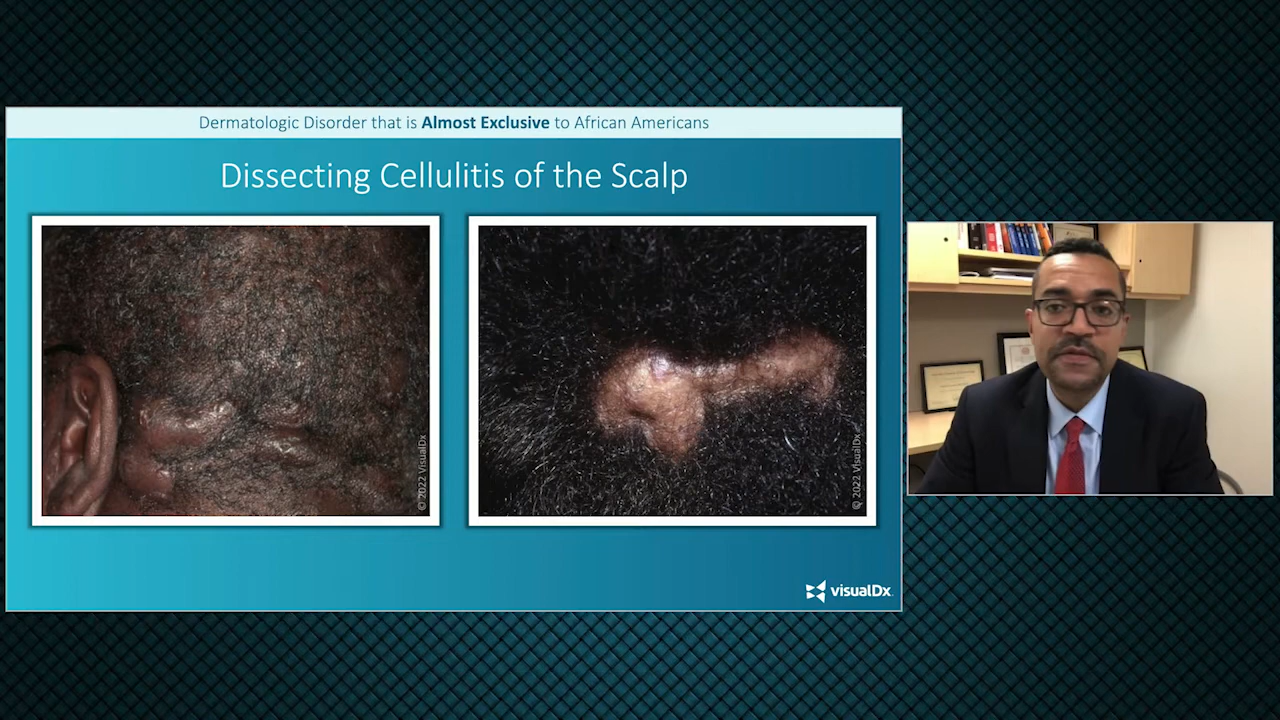 Dermatologic Disorder that is Almost Exclusive to African Americans
Dissecting Cellulitis of the Scalp
© 2022 VisualDx
© 2022 VisualDx
visualDx